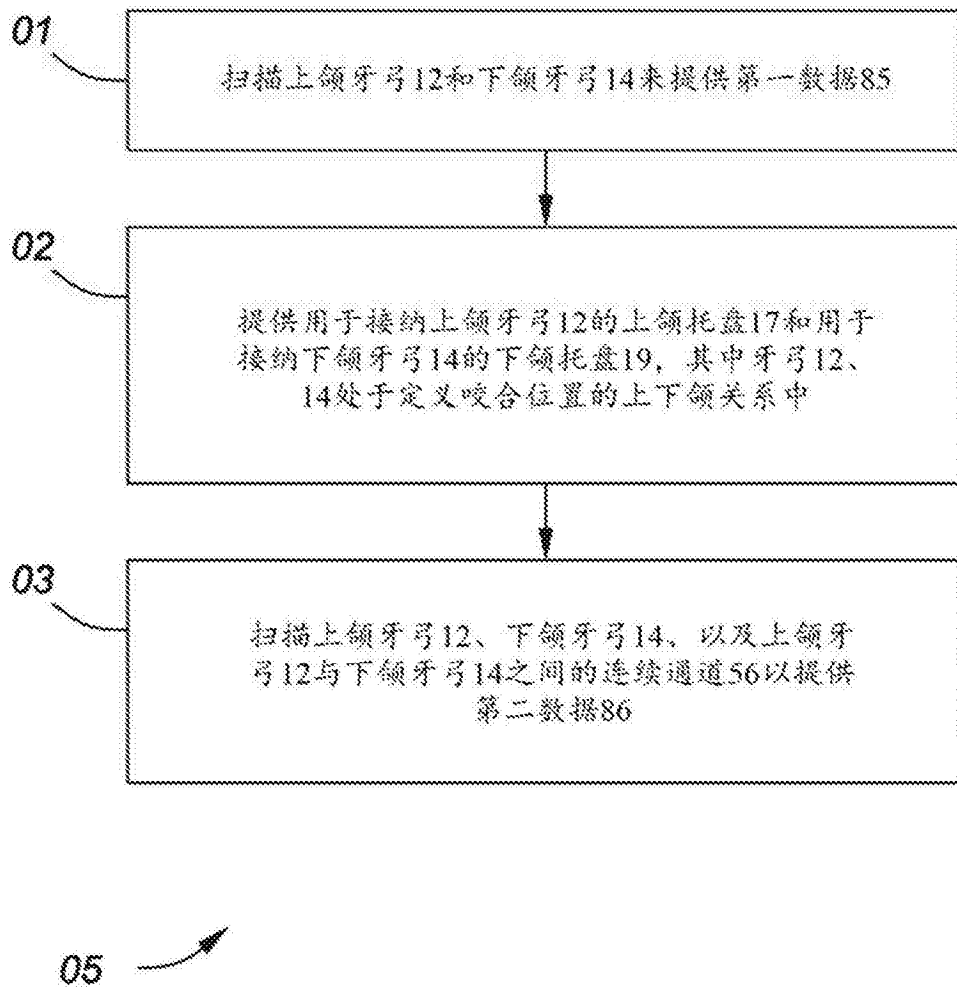 01
扫描上颌牙弓12和下颌牙弓14来提供第一数据85
02
提供用于接纳上颌牙弓12的上颌托盘17和用于
接纳下颌牙弓14的下颌托盘19，其中牙弓12、
14处于定义咬合位置的上下颌关系中
03
扫描上颌牙弓12、下颌牙弓14、以及上颌牙
弓12与下颌牙弓14之间的连续通道56以提供
第二数据86
05